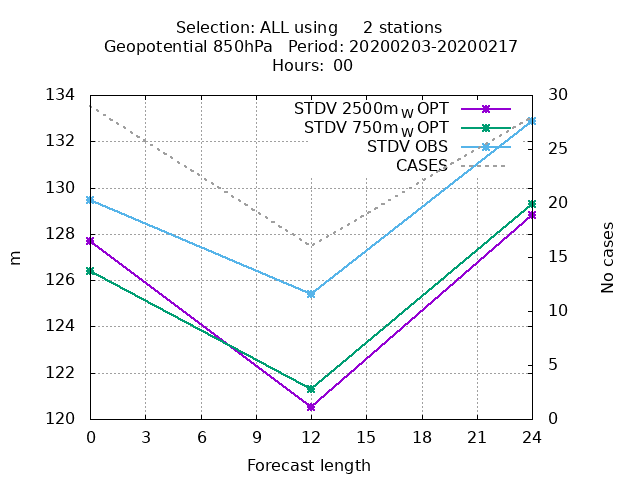 Selection: ALL using     2 stations
Geopotential 850hPa   Period: 20200203-20200217
Hours:  00
STDV 2500m_W OPT
STDV 750m_W OPT
STDV OBS
CASES
134
132
130
128
126
124
122
120
30
25
20
15
10
5
0
m
No cases
0 3 6 9 12 15 18 21 24
Forecast length